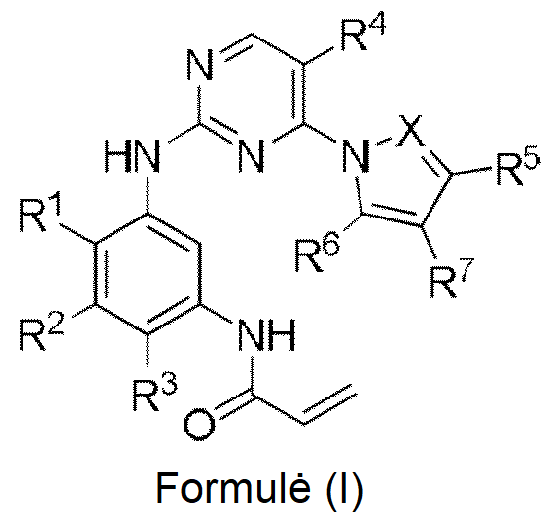 N R⁴
HN N N X R⁵
R¹ R⁶ R⁷
R²
R³ NH
O
Formulė (I)